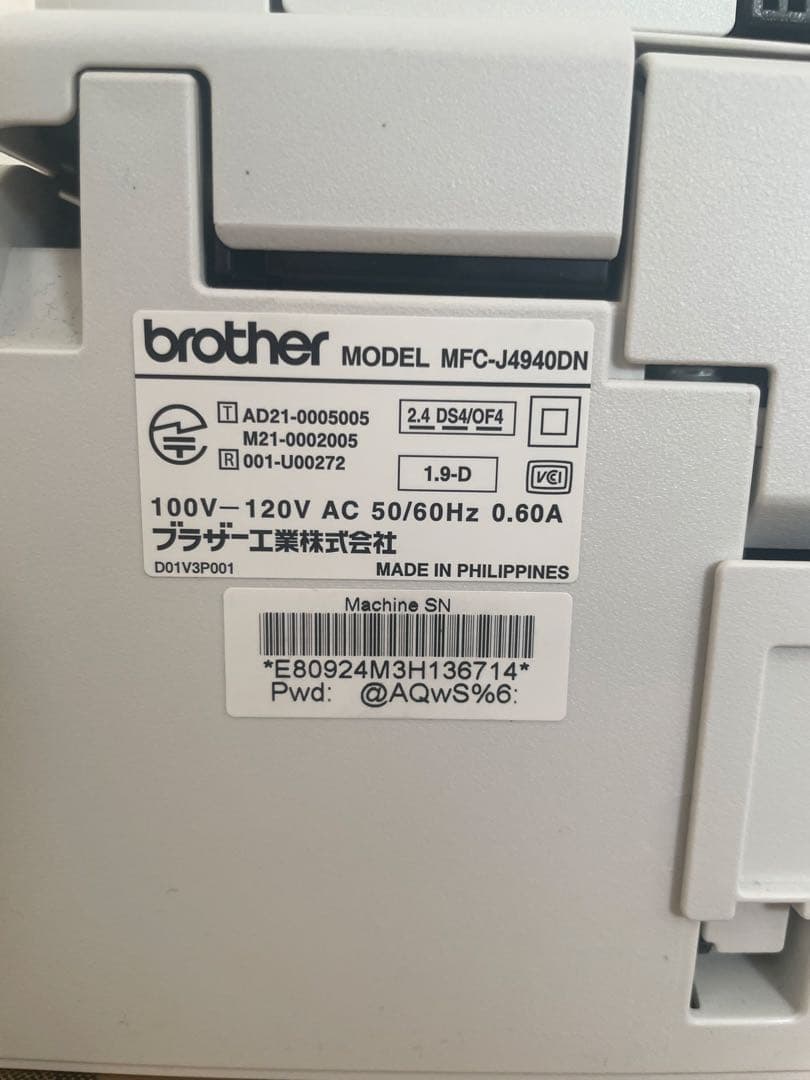 brother MODEL MFC-J4940DN
T AD21-0005005
M21-0002005
R 001-U00272
2.4 DS4/OF4
1.9-D
VCI
100V－120V AC 50/60Hz 0.60A
ブラザー工業株式会社
D01V3P001 MADE IN PHILIPPINES
Machine SN
*E80924M3H136714*
Pwd: @AQwS%6: